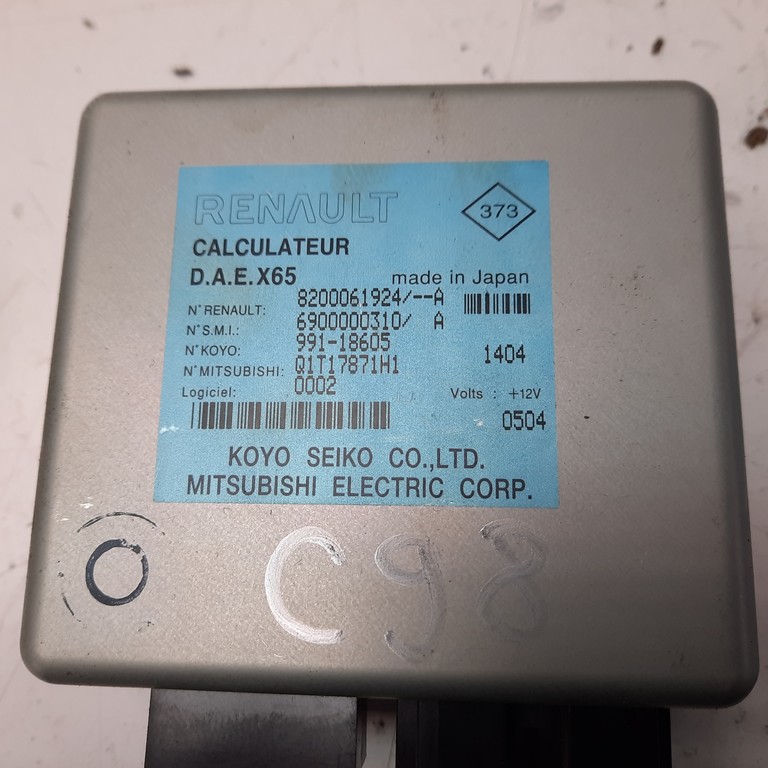 RENAULT
373
CALCULATEUR
D.A.E.X65
made in Japan
N° RENAULT: 8200061924/--A
N° S.M.I.: 6900000310/ A
N° KOYO: 991-18605
1404
N° MITSUBISHI: Q1T17871H1
Logiciel: 0002
Volts : +12V
0504
KOYO SEIKO CO.,LTD.
MITSUBISHI ELECTRIC CORP.
C98